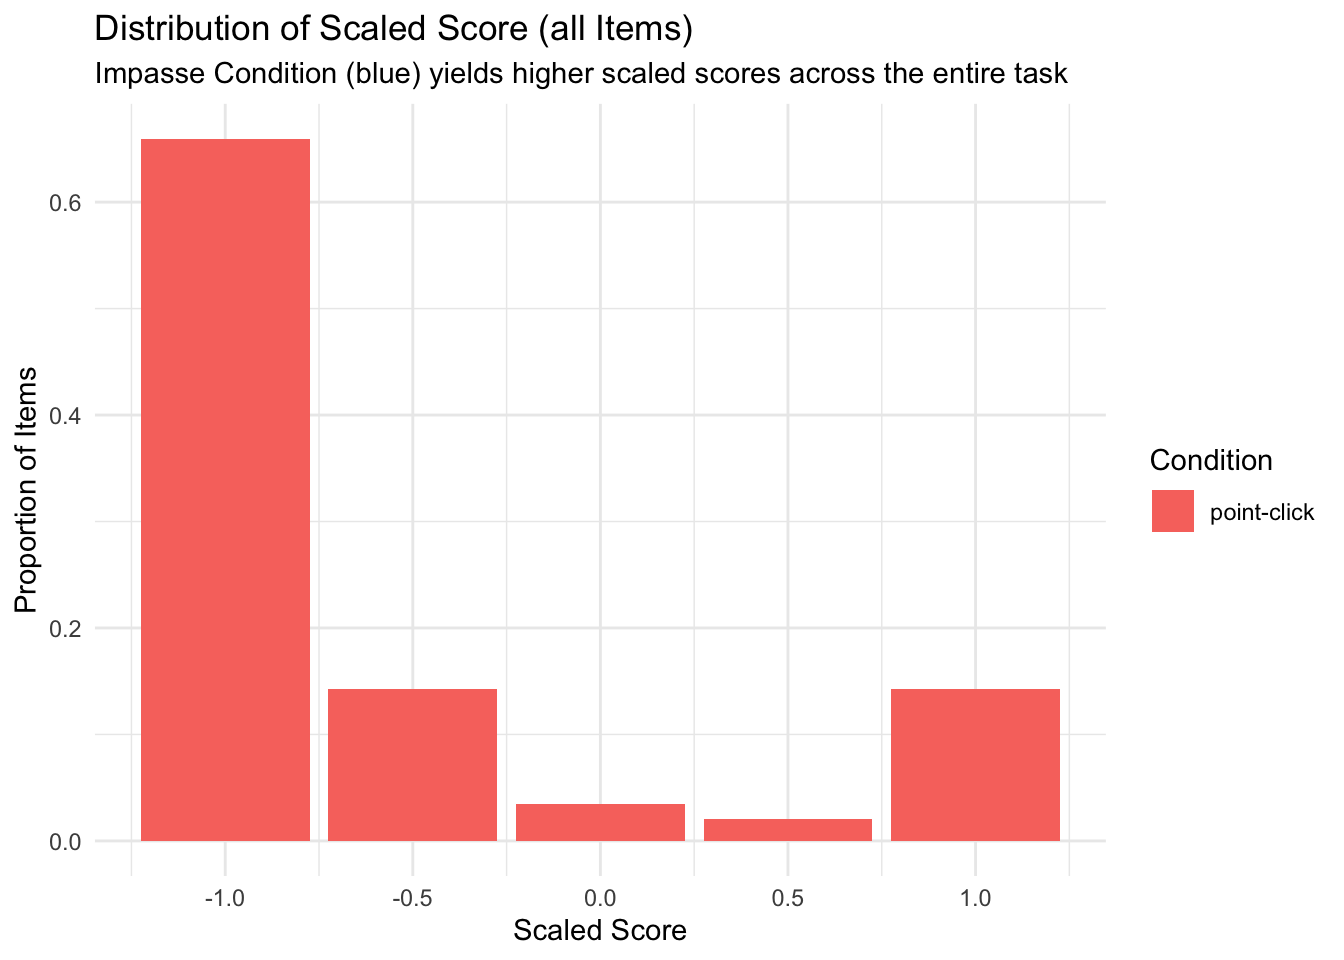 Distribution of Scaled Score (all Items)
Impasse Condition (blue) yields higher scaled scores across the entire task
Proportion of Items
0.6
0.4
0.2
0.0
-1.0
-0.5
0.0
0.5
1.0
Scaled Score
Condition
point-click